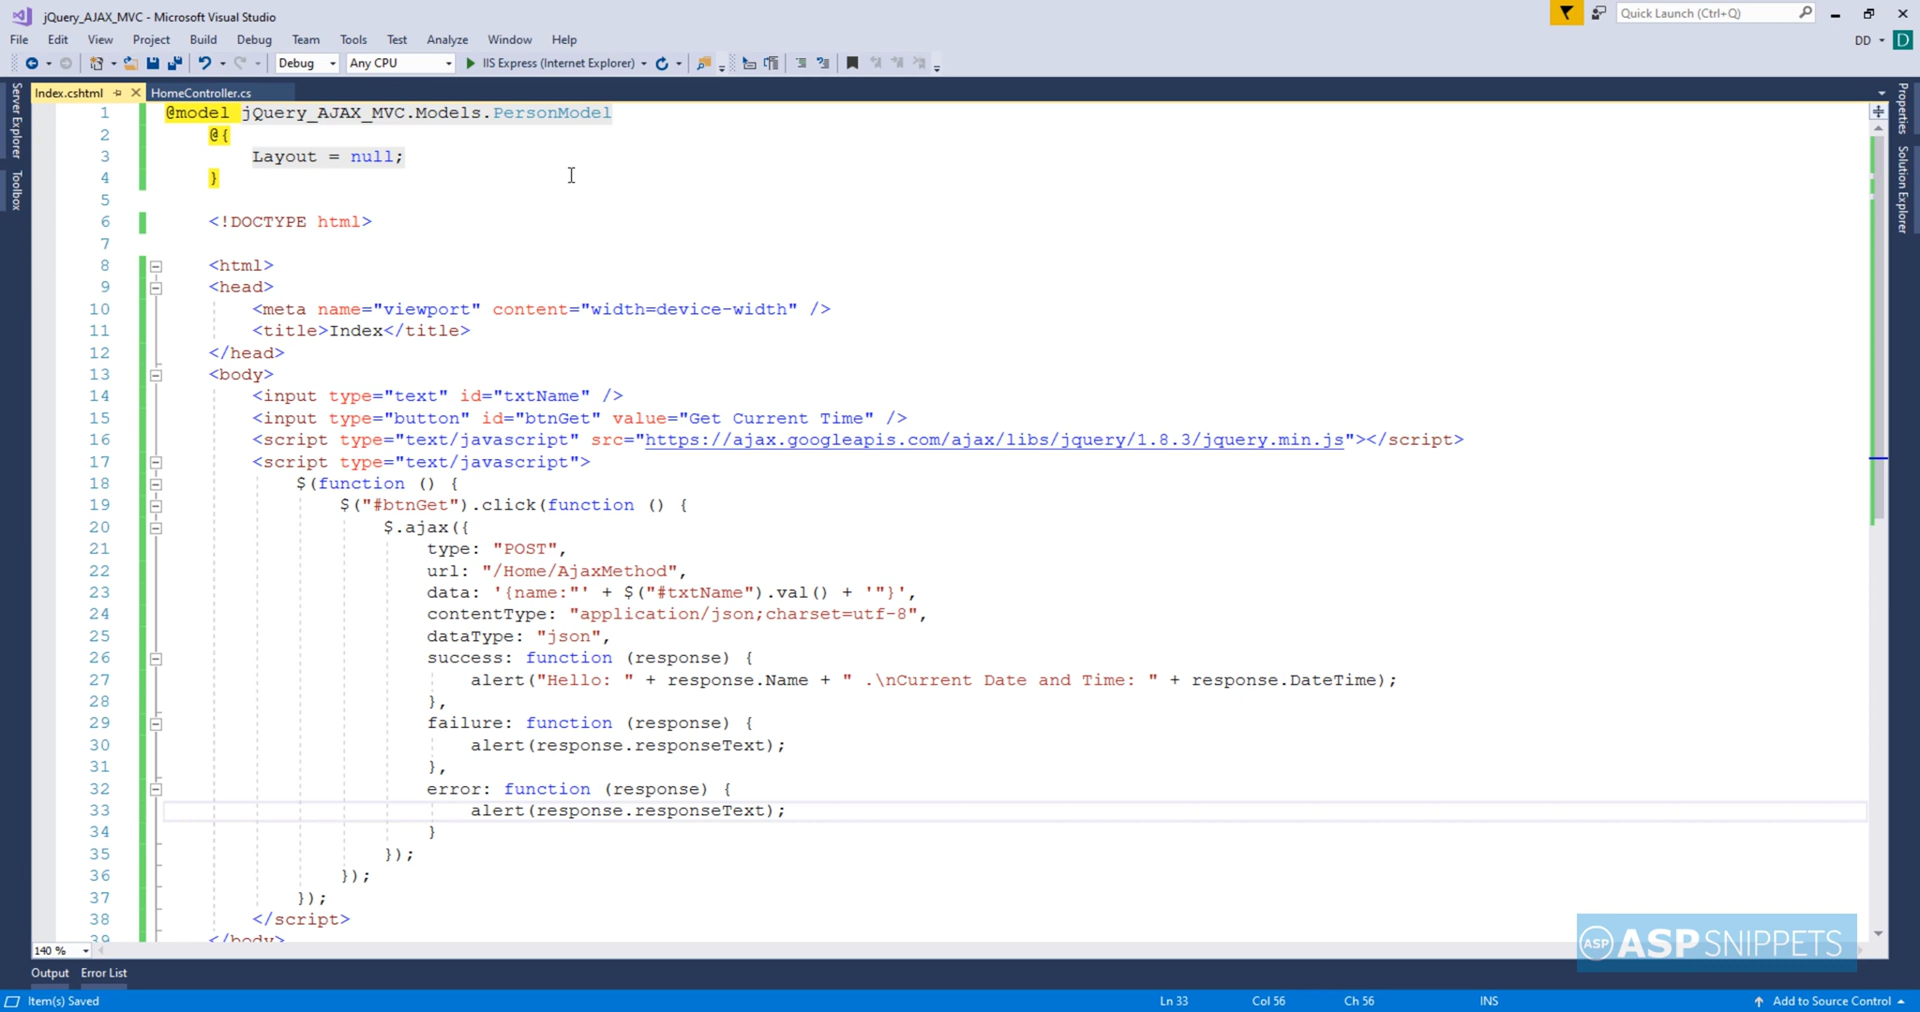 jQuery_AJAX_MVC - Microsoft Visual Studio
Quick Launch (Ctrl+Q)
File Edit View Project Build Debug Team Tools Test Analyze Window Help
DD D
Debug Any CPU IIS Express (Internet Explorer)
Index.cshtml HomeController.cs
Server Explorer
Toolbox
Properties
Solution Explorer
1 @model jQuery_AJAX_MVC.Models.PersonModel
2 @{
3 Layout = null;
4 }
5
6 <!DOCTYPE html>
7
8 <html>
9 <head>
10 <meta name="viewport" content="width=device-width" />
11 <title>Index</title>
12 </head>
13 <body>
14 <input type="text" id="txtName" />
15 <input type="button" id="btnGet" value="Get Current Time" />
16 <script type="text/javascript" src="https://ajax.googleapis.com/ajax/libs/jquery/1.8.3/jquery.min.js"></script>
17 <script type="text/javascript">
18 $(function () {
19 $("#btnGet").click(function () {
20 $.ajax({
21 type: "POST",
22 url: "/Home/AjaxMethod",
23 data: '{name:"' + $("#txtName").val() + '"}',
24 contentType: "application/json;charset=utf-8",
25 dataType: "json",
26 success: function (response) {
27 alert("Hello: " + response.Name + " .\nCurrent Date and Time: " + response.DateTime);
28 },
29 failure: function (response) {
30 alert(response.responseText);
31 },
32 error: function (response) {
33 alert(response.responseText);
34 }
35 });
36 });
37 });
38 </script>
39 </body>
140 %
ASP ASPSNIPPETS
Output Error List
Item(s) Saved Ln 33 Col 56 Ch 56 INS Add to Source Control